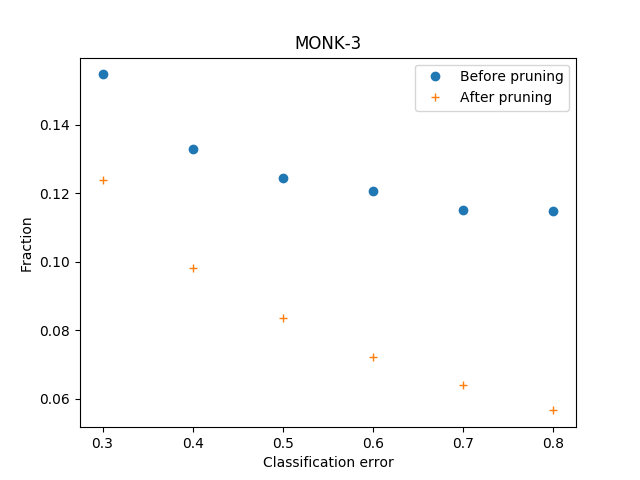 MONK-3
Before pruning
After pruning
0.14
0.12
0.10
0.08
0.06
Fraction
0.3 0.4 0.5 0.6 0.7 0.8
Classification error